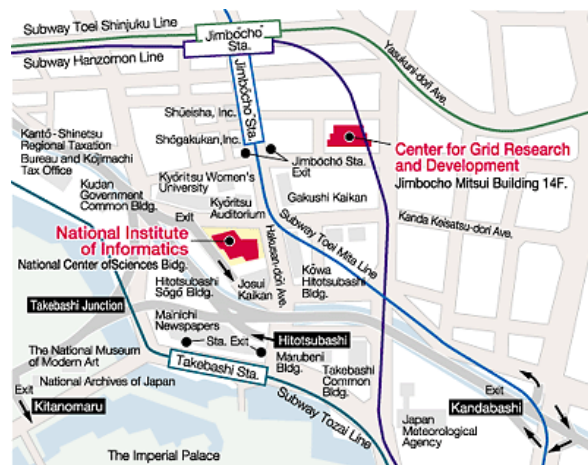 Subway Toei Shinjuku Line
Jimbōchō
Sta.
Subway Hanzomon Line
Yasukuni-dori Ave.
Jimbōchō Sta.
Shūeisha, Inc.
Shōgakukan,Inc.
Kantō-Shinetsu
Regional Taxation
Bureau and Kojimachi
Tax Office
Center for Grid Research
and Development
Jimbocho Mitsui Building 14F.
Jimbōchō Sta.
Exit
Kyōritsu Women's
University
Gakushi Kaikan
Kudan
Government
Common Bldg.
Exit
Kyōritsu
Auditorium
Kanda Keisatsu-dori Ave.
National Institute
of Informatics
National Center ofSciences Bldg.
Hakusan-dōri Ave.
Subway Toei Mita Line
Hitotsubashi
Sōgō Bldg.
Josui
Kaikan
Kōwa
Hitotsubashi
Bldg.
Takebashi Junction
Mainichi
Newspapers
Sta. Exit
Hitotsubashi
The National Museum
of Modern Art
Takebashi Sta.
Marubeni
Bldg.
Takebashi
Common
Bldg.
National Archives of Japan
Exit
Kitanomaru
Subway Tozai Line
Exit
Kandabashi
Japan
Meteorological
Agency
The Imperial Palace